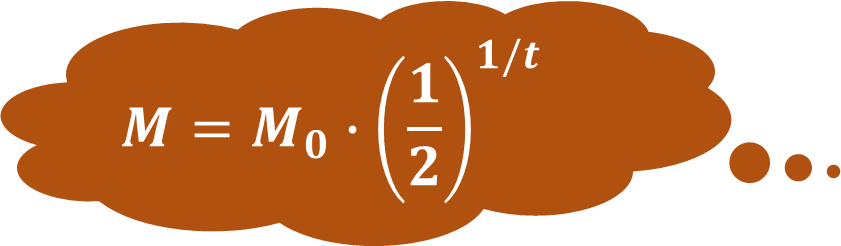 M = M₀ · (1/2)^{1/t}